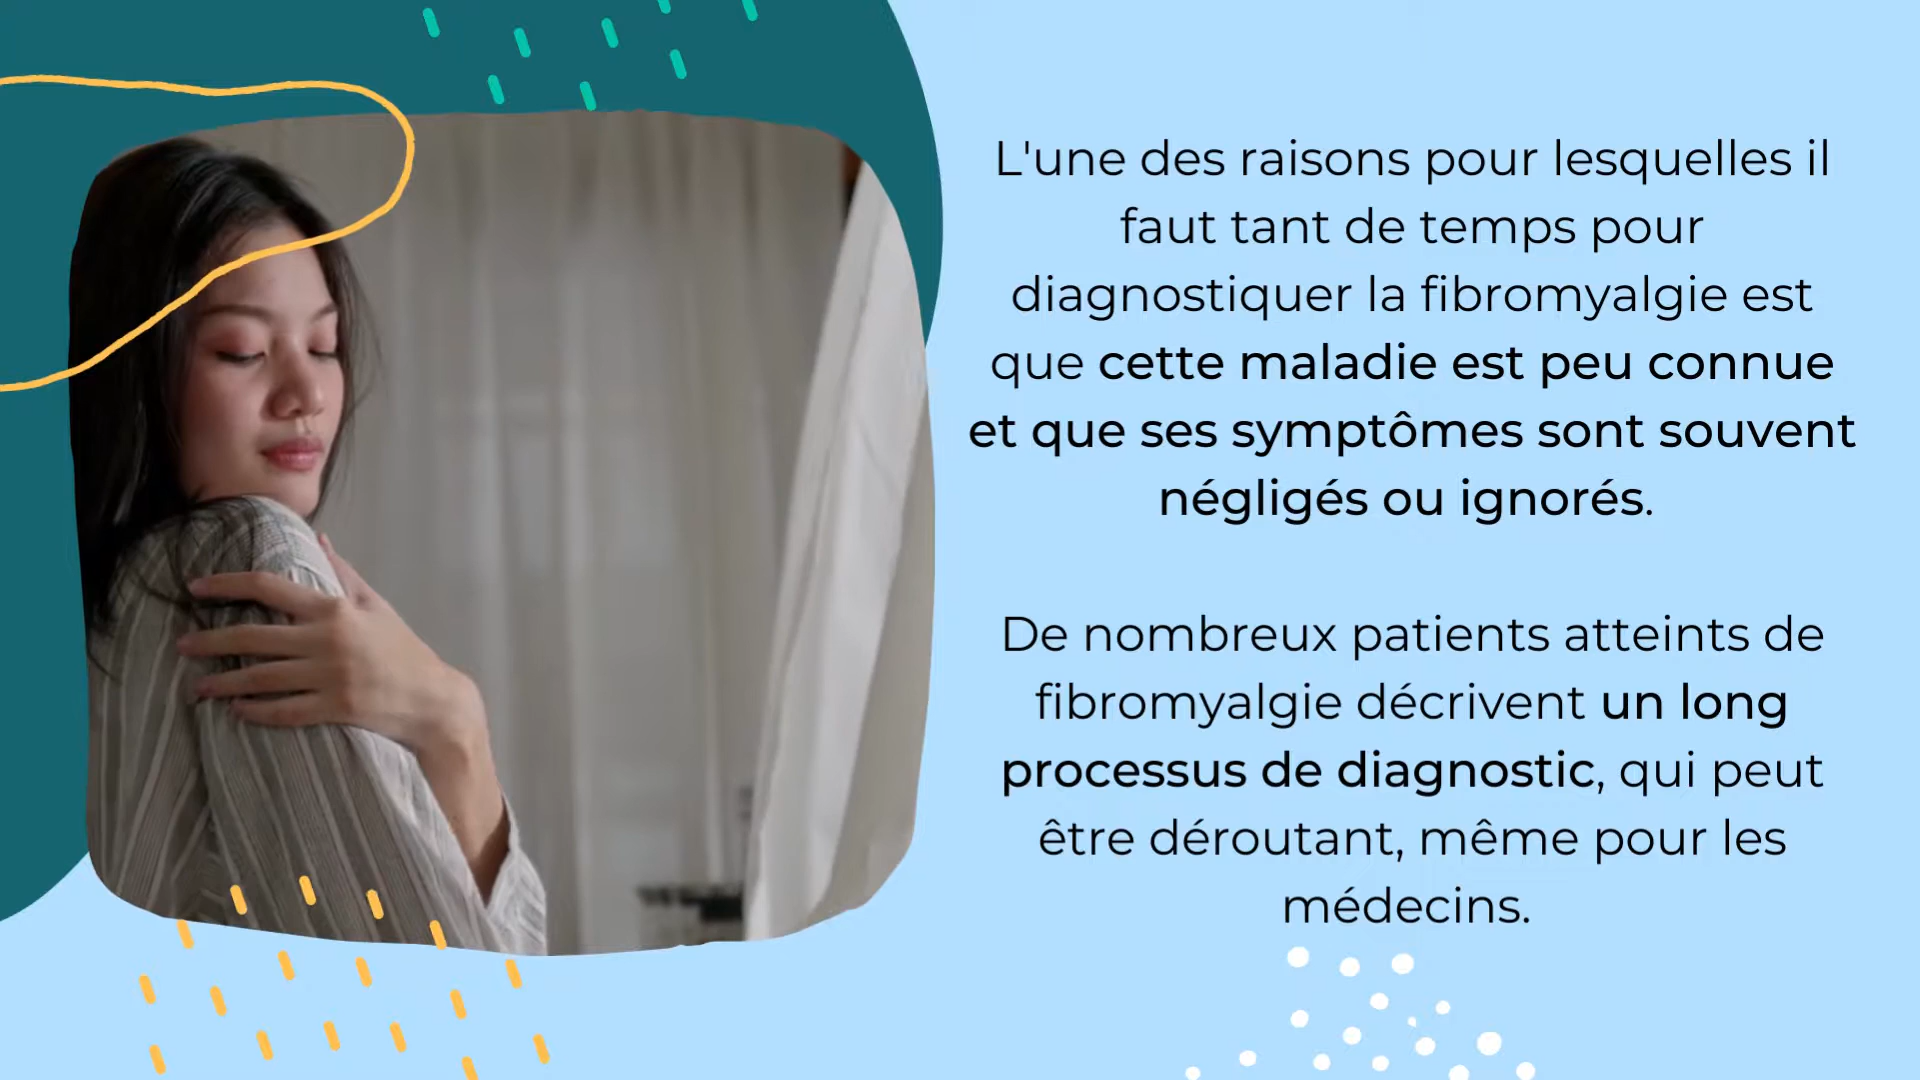 L'une des raisons pour lesquelles il
faut tant de temps pour
diagnostiquer la fibromyalgie est
que cette maladie est peu connue
et que ses symptômes sont souvent
négligés ou ignorés.
De nombreux patients atteints de
fibromyalgie décrivent un long
processus de diagnostic, qui peut
être déroutant, même pour les
médecins.